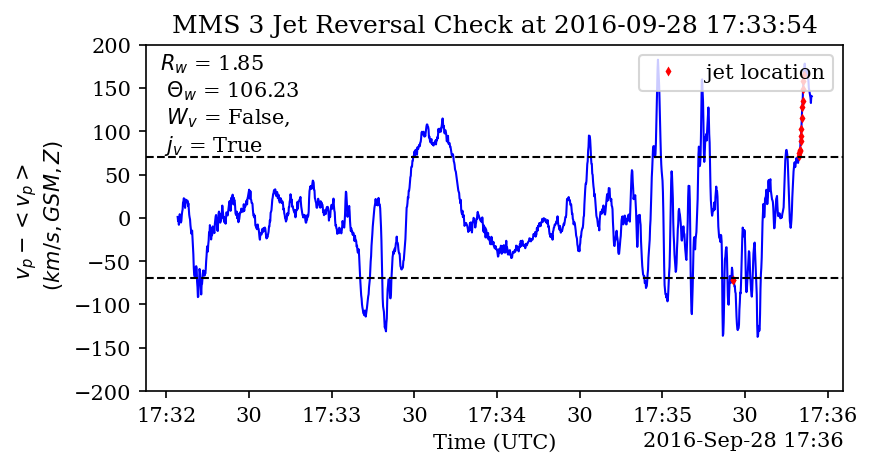 MMS 3 Jet Reversal Check at 2016-09-28 17:33:54
200
150
100
50
0
−50
−100
−150
−200
v_p − < v_p >
(km/s, GSM, Z)
R_w = 1.85
Θ_w = 106.23
W_v = False,
j_v = True
jet location
17:32 30 17:33 30 17:34 30 17:35 30 17:36
Time (UTC)
2016-Sep-28 17:36